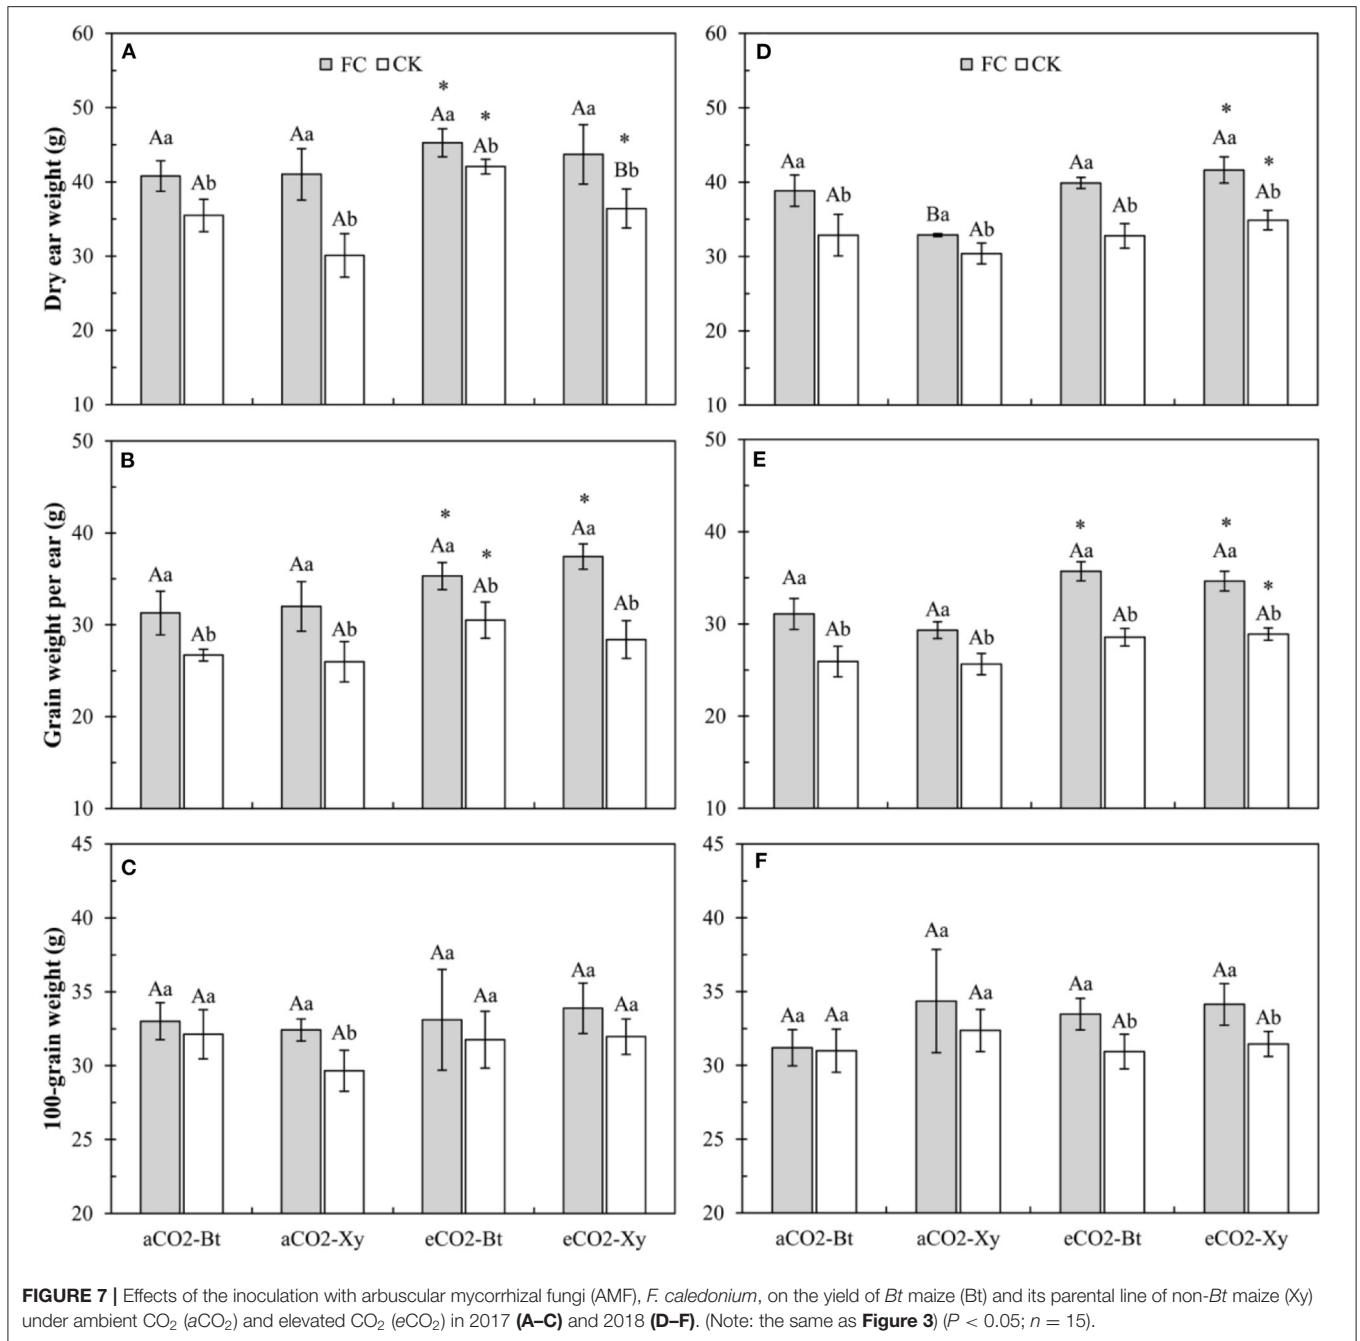 A
FC CK
Dry ear weight (g)
60
50
40
30
20
10
Aa
Ab
Aa
Ab
*
Aa
*
Ab
Aa
*
Bb
D
FC CK
60
50
40
30
20
10
Aa
Ab
Ba
Ab
Aa
Ab
*
Aa
*
Ab
B
Grain weight per ear (g)
50
40
30
20
10
Aa
Ab
Aa
Ab
*
Aa
*
Ab
*
Aa
Ab
E
50
40
30
20
10
Aa
Ab
Aa
Ab
*
Aa
Ab
*
Aa
*
Ab
C
100-grain weight (g)
45
40
35
30
25
20
Aa
Aa
Aa
Ab
Aa
Aa
Aa
Aa
aCO2-Bt aCO2-Xy eCO2-Bt eCO2-Xy
F
45
40
35
30
25
20
Aa
Aa
Aa
Aa
Aa
Ab
Aa
Ab
aCO2-Bt aCO2-Xy eCO2-Bt eCO2-Xy
FIGURE 7 | Effects of the inoculation with arbuscular mycorrhizal fungi (AMF), F. caledonium, on the yield of Bt maize (Bt) and its parental line of non-Bt maize (Xy)
under ambient CO₂ (aCO₂) and elevated CO₂ (eCO₂) in 2017 (A–C) and 2018 (D–F). (Note: the same as Figure 3) (P < 0.05; n = 15).